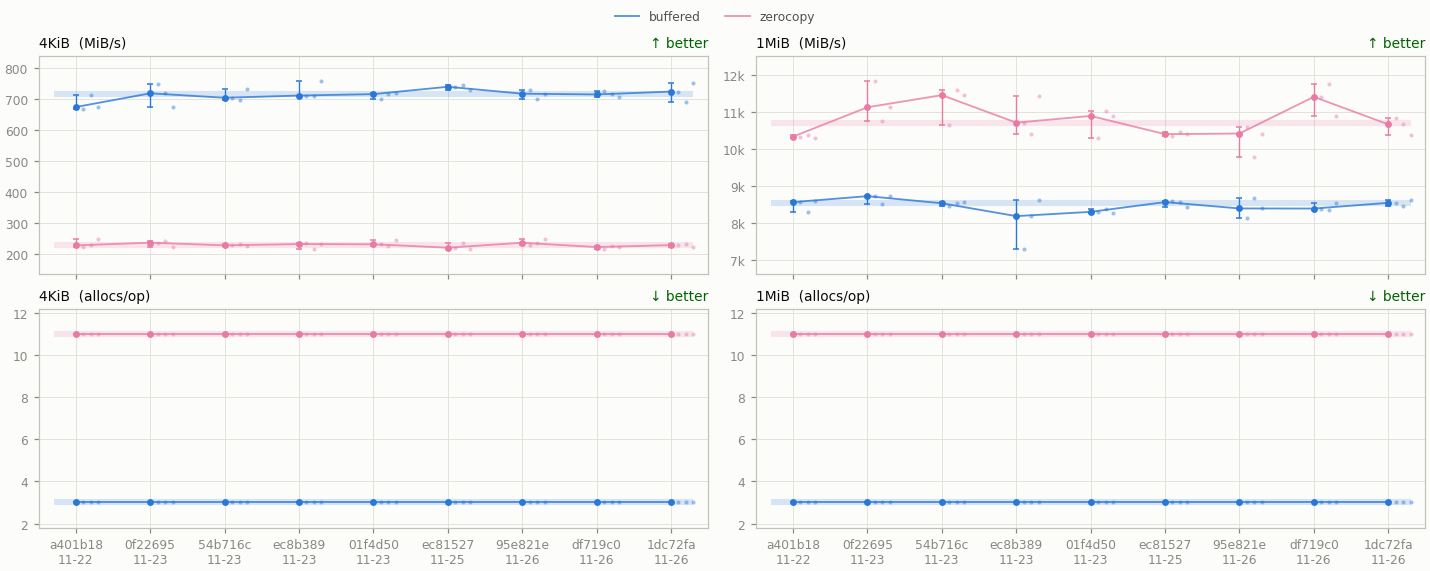 buffered zerocopy
4KiB (MiB/s) ↑ better
800
700
600
500
400
300
200
1MiB (MiB/s) ↑ better
12k
11k
10k
9k
8k
7k
4KiB (allocs/op) ↓ better
12
10
8
6
4
2
a401b18 0f22695 54b716c ec8b389 01f4d50 ec81527 95e821e df719c0 1dc72fa
11-22 11-23 11-23 11-23 11-23 11-25 11-26 11-26 11-26
1MiB (allocs/op) ↓ better
12
10
8
6
4
2
a401b18 0f22695 54b716c ec8b389 01f4d50 ec81527 95e821e df719c0 1dc72fa
11-22 11-23 11-23 11-23 11-23 11-25 11-26 11-26 11-26